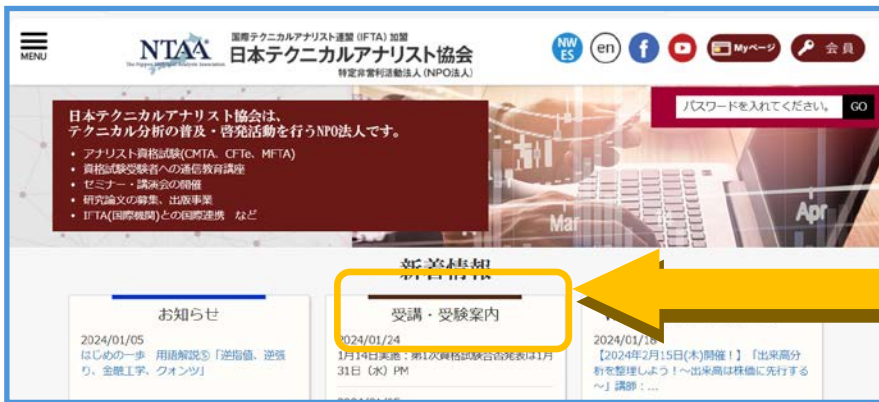 MENU
NTAA
The Nippon Technical Analysts Association
国際テクニカルアナリスト連盟 (IFTA) 加盟
日本テクニカルアナリスト協会
特定非営利活動法人 (NPO法人)
NW
ES
en
Myページ
会員
パスワードを入れてください。 GO
日本テクニカルアナリスト協会は、
テクニカル分析の普及・啓発活動を行うNPO法人です。
• アナリスト資格試験(CMTA、CFTe、MFTA)
• 資格試験受験者への通信教育講座
• セミナー・講演会の開催
• 研究論文の募集、出版事業
• IFTA(国際機関)との国際連携 など
Mar
Apr
新着情報
お知らせ
2024/01/05
はじめの一歩 用語解説⑤「逆指値、逆張
り、金融工学、クオンツ」
受講・受験案内
2024/01/24
1月14日実施：第1次資格試験合否発表は1月
31日（水）PM
【2024年2月15日(木)開催！】「出来高分
析を整理しよう！～出来高は株価に先行する
～」講師：...